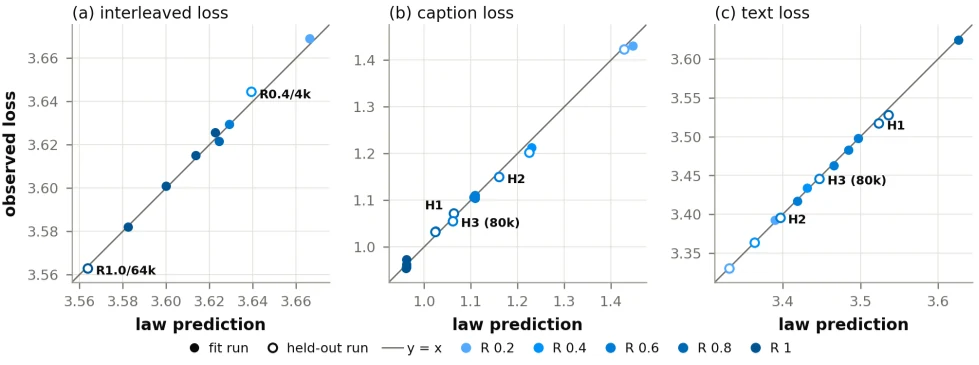 (a) interleaved loss
(b) caption loss
(c) text loss
observed loss
3.66
3.64
3.62
3.60
3.58
3.56
R0.4/4k
R1.0/64k
3.56 3.58 3.60 3.62 3.64 3.66
law prediction
1.4
1.3
1.2
1.1
1.0
H2
H1
H3 (80k)
1.0 1.1 1.2 1.3 1.4
law prediction
3.60
3.55
3.50
3.45
3.40
3.35
H1
H3 (80k)
H2
3.4 3.5 3.6
law prediction
fit run held-out run y = x R 0.2 R 0.4 R 0.6 R 0.8 R 1